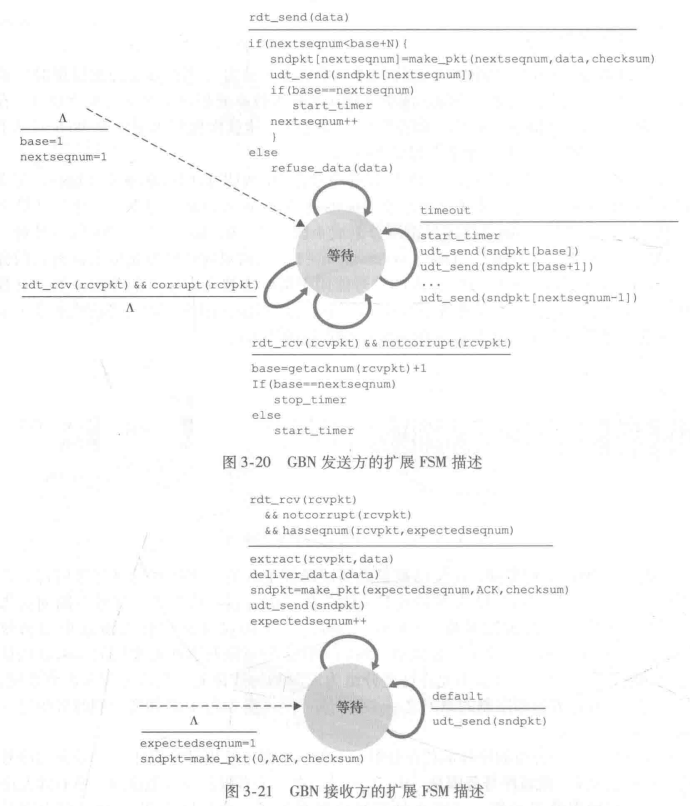 rdt_send(data)
if(nextseqnum<base+N){
sndpkt[nextseqnum]=make_pkt(nextseqnum,data,checksum)
udt_send(sndpkt[nextseqnum])
if(base==nextseqnum)
start_timer
nextseqnum++
}
else
refuse_data(data)
Λ
base=1
nextseqnum=1
等待
timeout
start_timer
udt_send(sndpkt[base])
udt_send(sndpkt[base+1])
...
udt_send(sndpkt[nextseqnum-1])
rdt_rcv(rcvpkt) && corrupt(rcvpkt)
Λ
rdt_rcv(rcvpkt) && notcorrupt(rcvpkt)
base=getacknum(rcvpkt)+1
If(base==nextseqnum)
stop_timer
else
start_timer
图 3-20 GBN 发送方的扩展 FSM 描述
rdt_rcv(rcvpkt)
&& notcorrupt(rcvpkt)
&& hasseqnum(rcvpkt,expectedseqnum)
extract(rcvpkt,data)
deliver_data(data)
sndpkt=make_pkt(expectedseqnum,ACK,checksum)
udt_send(sndpkt)
expectedseqnum++
等待
default
udt_send(sndpkt)
Λ
expectedseqnum=1
sndpkt=make_pkt(0,ACK,checksum)
图 3-21 GBN 接收方的扩展 FSM 描述